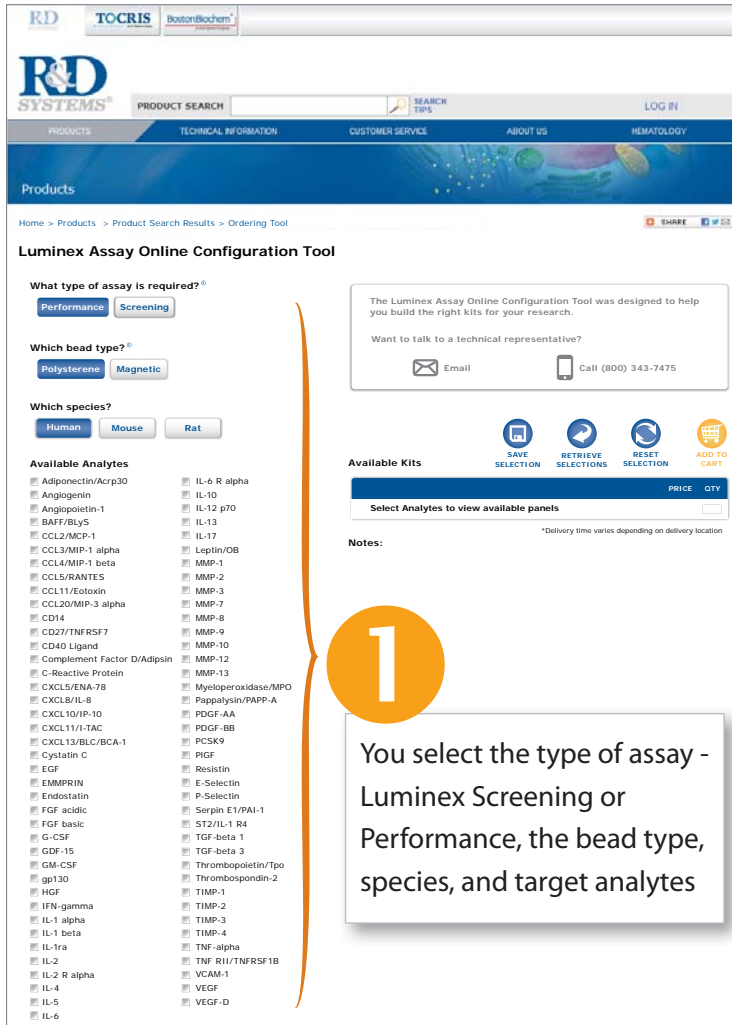 RD
TOCRIS
BostonBiochem
R&D
SYSTEMS®
PRODUCT SEARCH
SEARCH
TIPS
LOG IN
PRODUCTS TECHNICAL INFORMATION CUSTOMER SERVICE ABOUT US HEMATOLOGY
Products
Home > Products > Product Search Results > Ordering Tool
SHARE
Luminex Assay Online Configuration Tool
What type of assay is required?
Performance Screening
Which bead type?
Polysterene Magnetic
Which species?
Human Mouse Rat
Available Analytes
Adiponectin/Acrp30
Angiogenin
Angiopoietin-1
BAFF/BLyS
CCL2/MCP-1
CCL3/MIP-1 alpha
CCL4/MIP-1 beta
CCL5/RANTES
CCL11/Eotoxin
CCL20/MIP-3 alpha
CD14
CD27/TNFRSF7
CD40 Ligand
Complement Factor D/Adipsin
C-Reactive Protein
CXCL5/ENA-78
CXCL8/IL-8
CXCL10/IP-10
CXCL11/I-TAC
CXCL13/BLC/BCA-1
Cystatin C
EGF
EMMPRIN
Endostatin
FGF acidic
FGF basic
G-CSF
GDF-15
GM-CSF
gp130
HGF
IFN-gamma
IL-1 alpha
IL-1 beta
IL-1ra
IL-2
IL-2 R alpha
IL-4
IL-5
IL-6
IL-6 R alpha
IL-10
IL-12 p70
IL-13
IL-17
Leptin/OB
MMP-1
MMP-2
MMP-3
MMP-7
MMP-8
MMP-9
MMP-10
MMP-12
MMP-13
Myeloperoxidase/MPO
Pappalysin/PAPP-A
PDGF-AA
PDGF-BB
PCSK9
PIGF
Resistin
E-Selectin
P-Selectin
Serpin E1/PAI-1
ST2/IL-1 R4
TGF-beta 1
TGF-beta 3
Thrombopoietin/Tpo
Thrombospondin-2
TIMP-1
TIMP-2
TIMP-3
TIMP-4
TNF-alpha
TNF RII/TNFRSF1B
VCAM-1
VEGF
VEGF-D
The Luminex Assay Online Configuration Tool was designed to help
you build the right kits for your research.
Want to talk to a technical representative?
Email Call (800) 343-7475
Available Kits
SAVE
SELECTION
RETRIEVE
SELECTIONS
RESET
SELECTION
ADD TO
CART
PRICE QTY
Select Analytes to view available panels
*Delivery time varies depending on delivery location
Notes:
1
You select the type of assay -
Luminex Screening or
Performance, the bead type,
species, and target analytes